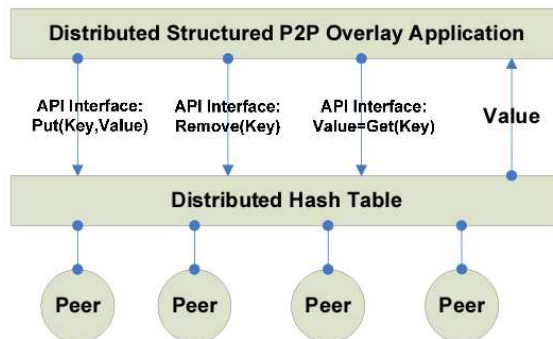 Distributed Structured P2P Overlay Application
API Interface:
Put(Key,Value)
API Interface:
Remove(Key)
API Interface:
Value=Get(Key)
Value
Distributed Hash Table
Peer
Peer
Peer
Peer